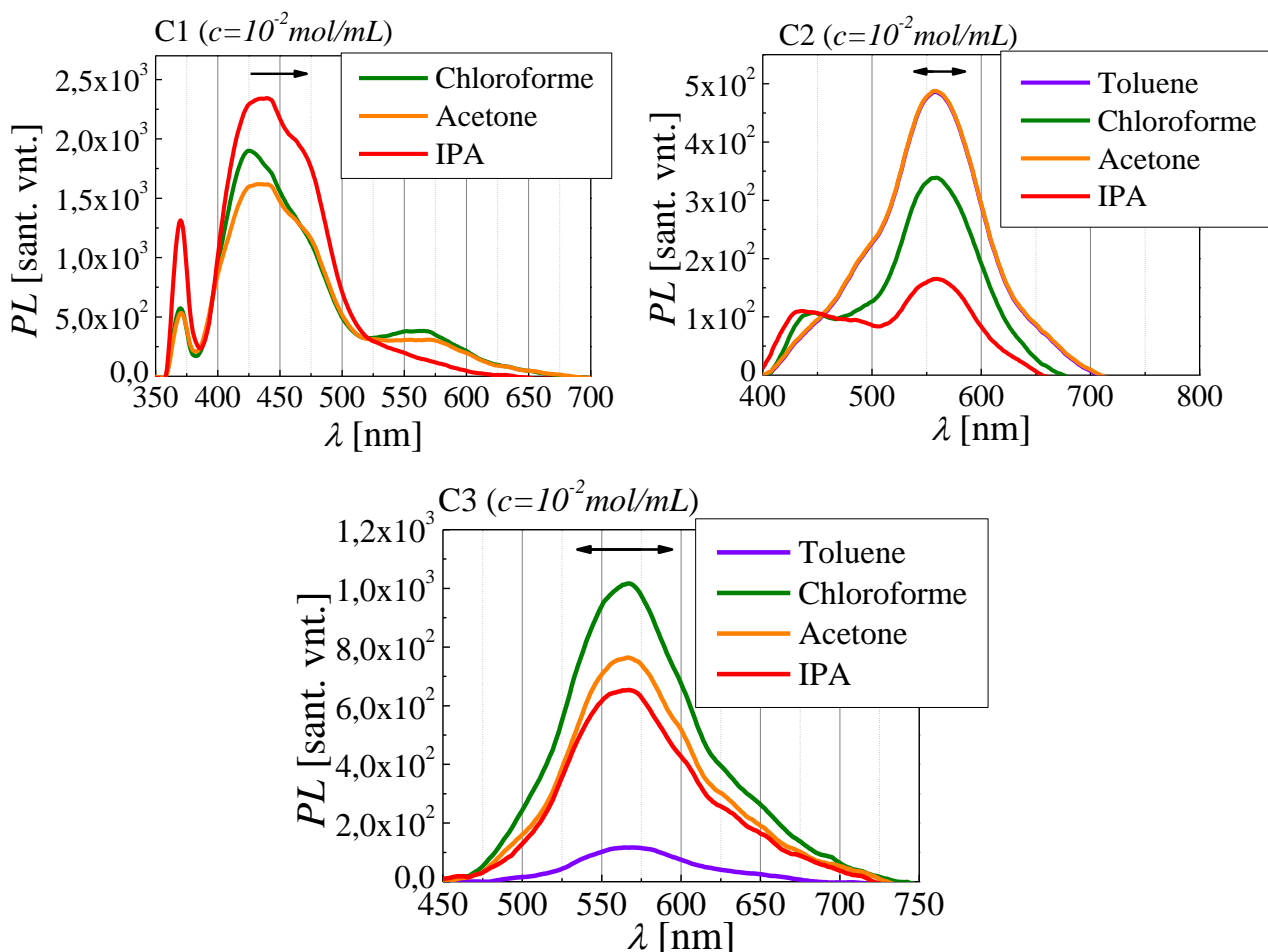 C1 (c=10⁻²mol/mL)
Chloroforme
Acetone
IPA
2,5x10³
2,0x10³
1,5x10³
1,0x10³
5,0x10²
0,0
PL [sant. vnt.]
350 400 450 500 550 600 650 700
λ [nm]
C2 (c=10⁻²mol/mL)
Toluene
Chloroforme
Acetone
IPA
5x10²
4x10²
3x10²
2x10²
1x10²
0
PL [sant. vnt.]
400 500 600 700 800
λ [nm]
C3 (c=10⁻²mol/mL)
Toluene
Chloroforme
Acetone
IPA
1,2x10³
1,0x10³
8,0x10²
6,0x10²
4,0x10²
2,0x10²
0,0
PL [sant. vnt.]
450 500 550 600 650 700 750
λ [nm]